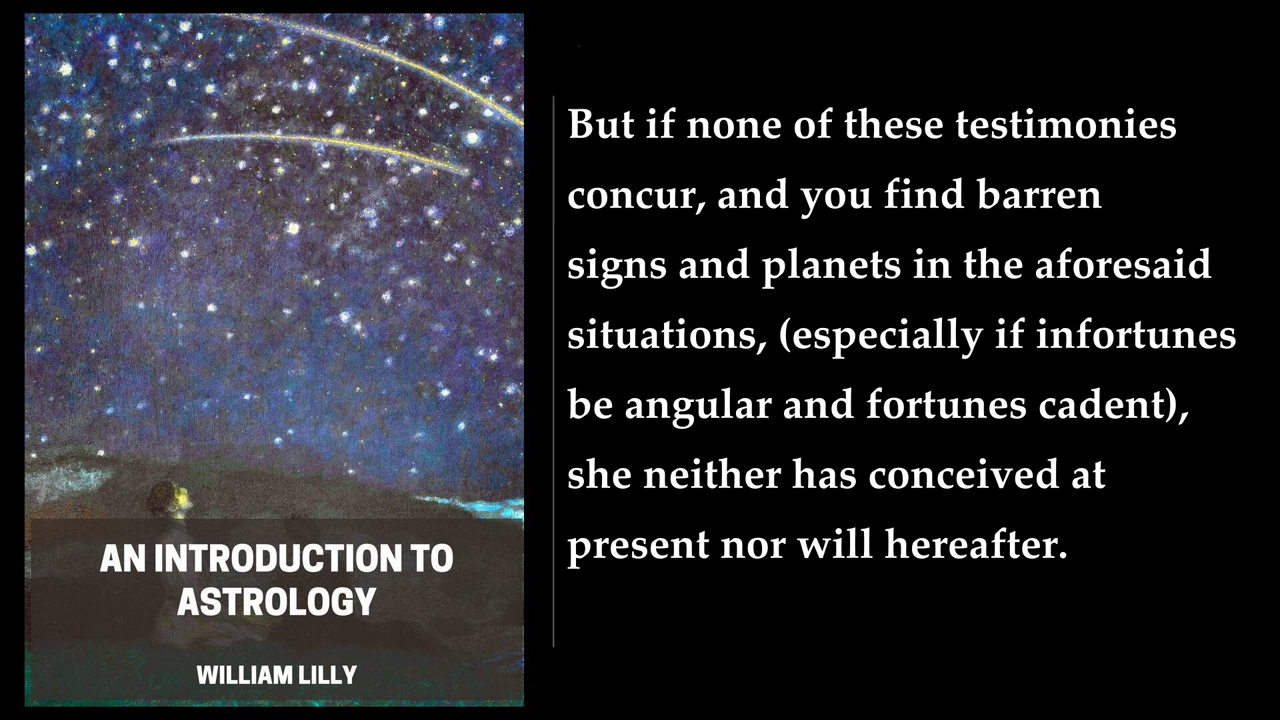 AN INTRODUCTION TO
ASTROLOGY
WILLIAM LILLY
But if none of these testimonies
concur, and you find barren
signs and planets in the aforesaid
situations, (especially if infortunes
be angular and fortunes cadent),
she neither has conceived at
present nor will hereafter.